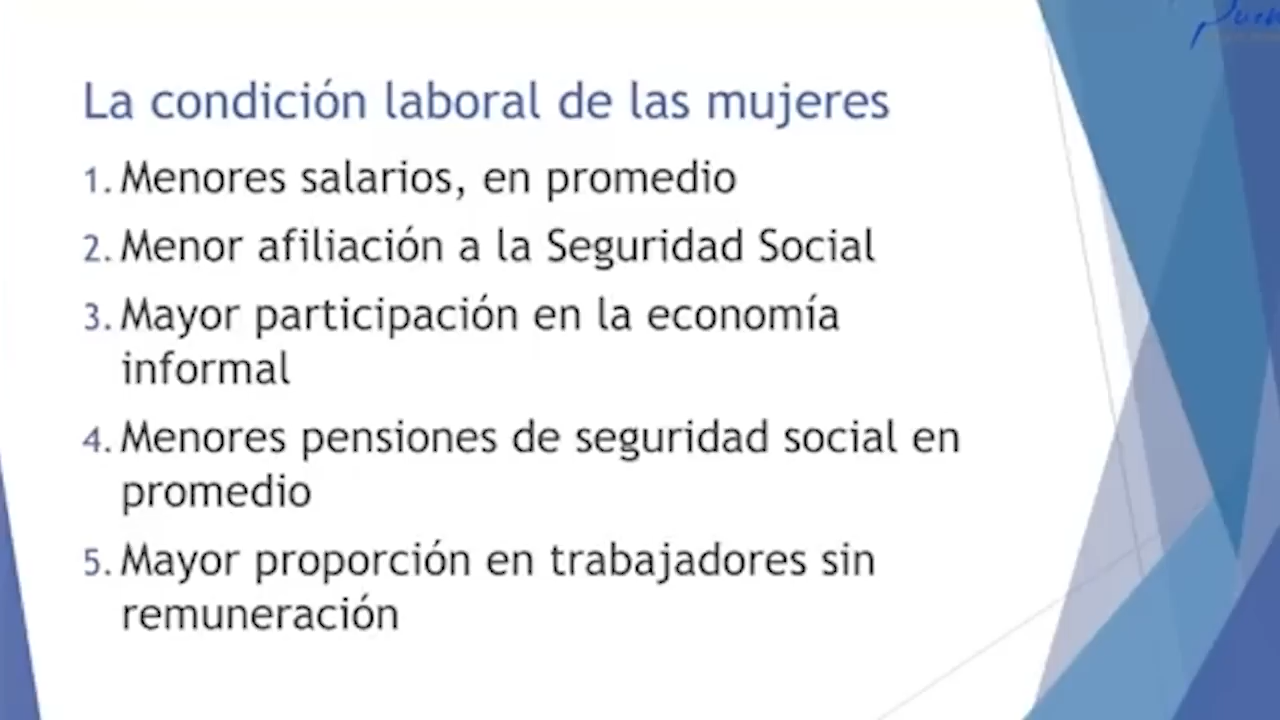 La condición laboral de las mujeres
1. Menores salarios, en promedio
2. Menor afiliación a la Seguridad Social
3. Mayor participación en la economía
informal
4. Menores pensiones de seguridad social en
promedio
5. Mayor proporción en trabajadores sin
remuneración